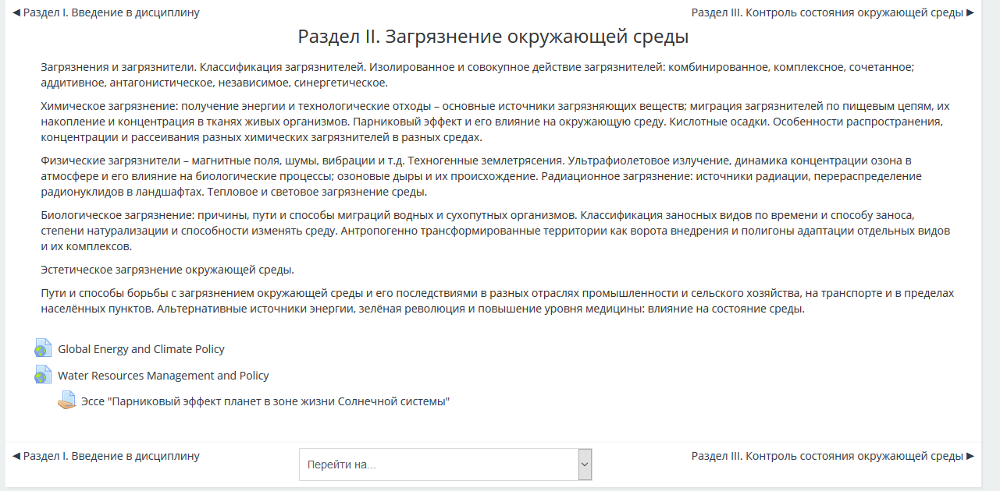 ◄ Раздел I. Введение в дисциплину
Раздел III. Контроль состояния окружающей среды ►
Раздел II. Загрязнение окружающей среды
Загрязнения и загрязнители. Классификация загрязнителей. Изолированное и совокупное действие загрязнителей: комбинированное, комплексное, сочетанное;
аддитивное, антагонистическое, независимое, синергетическое.
Химическое загрязнение: получение энергии и технологические отходы – основные источники загрязняющих веществ; миграция загрязнителей по пищевым цепям, их
накопление и концентрация в тканях живых организмов. Парниковый эффект и его влияние на окружающую среду. Кислотные осадки. Особенности распространения,
концентрации и рассеивания разных химических загрязнителей в разных средах.
Физические загрязнители – магнитные поля, шумы, вибрации и т.д. Техногенные землетрясения. Ультрафиолетовое излучение, динамика концентрации озона в
атмосфере и его влияние на биологические процессы; озоновые дыры и их происхождение. Радиационное загрязнение: источники радиации, перераспределение
радионуклидов в ландшафтах. Тепловое и световое загрязнение среды.
Биологическое загрязнение: причины, пути и способы миграций водных и сухопутных организмов. Классификация заносных видов по времени и способу заноса,
степени натурализации и способности изменять среду. Антропогенно трансформированные территории как ворота внедрения и полигоны адаптации отдельных видов
и их комплексов.
Эстетическое загрязнение окружающей среды.
Пути и способы борьбы с загрязнением окружающей среды и его последствиями в разных отраслях промышленности и сельского хозяйства, на транспорте и в пределах
населённых пунктов. Альтернативные источники энергии, зелёная революция и повышение уровня медицины: влияние на состояние среды.
Global Energy and Climate Policy
Water Resources Management and Policy
Эссе "Парниковый эффект планет в зоне жизни Солнечной системы"
◄ Раздел I. Введение в дисциплину
Перейти на...
Раздел III. Контроль состояния окружающей среды ►